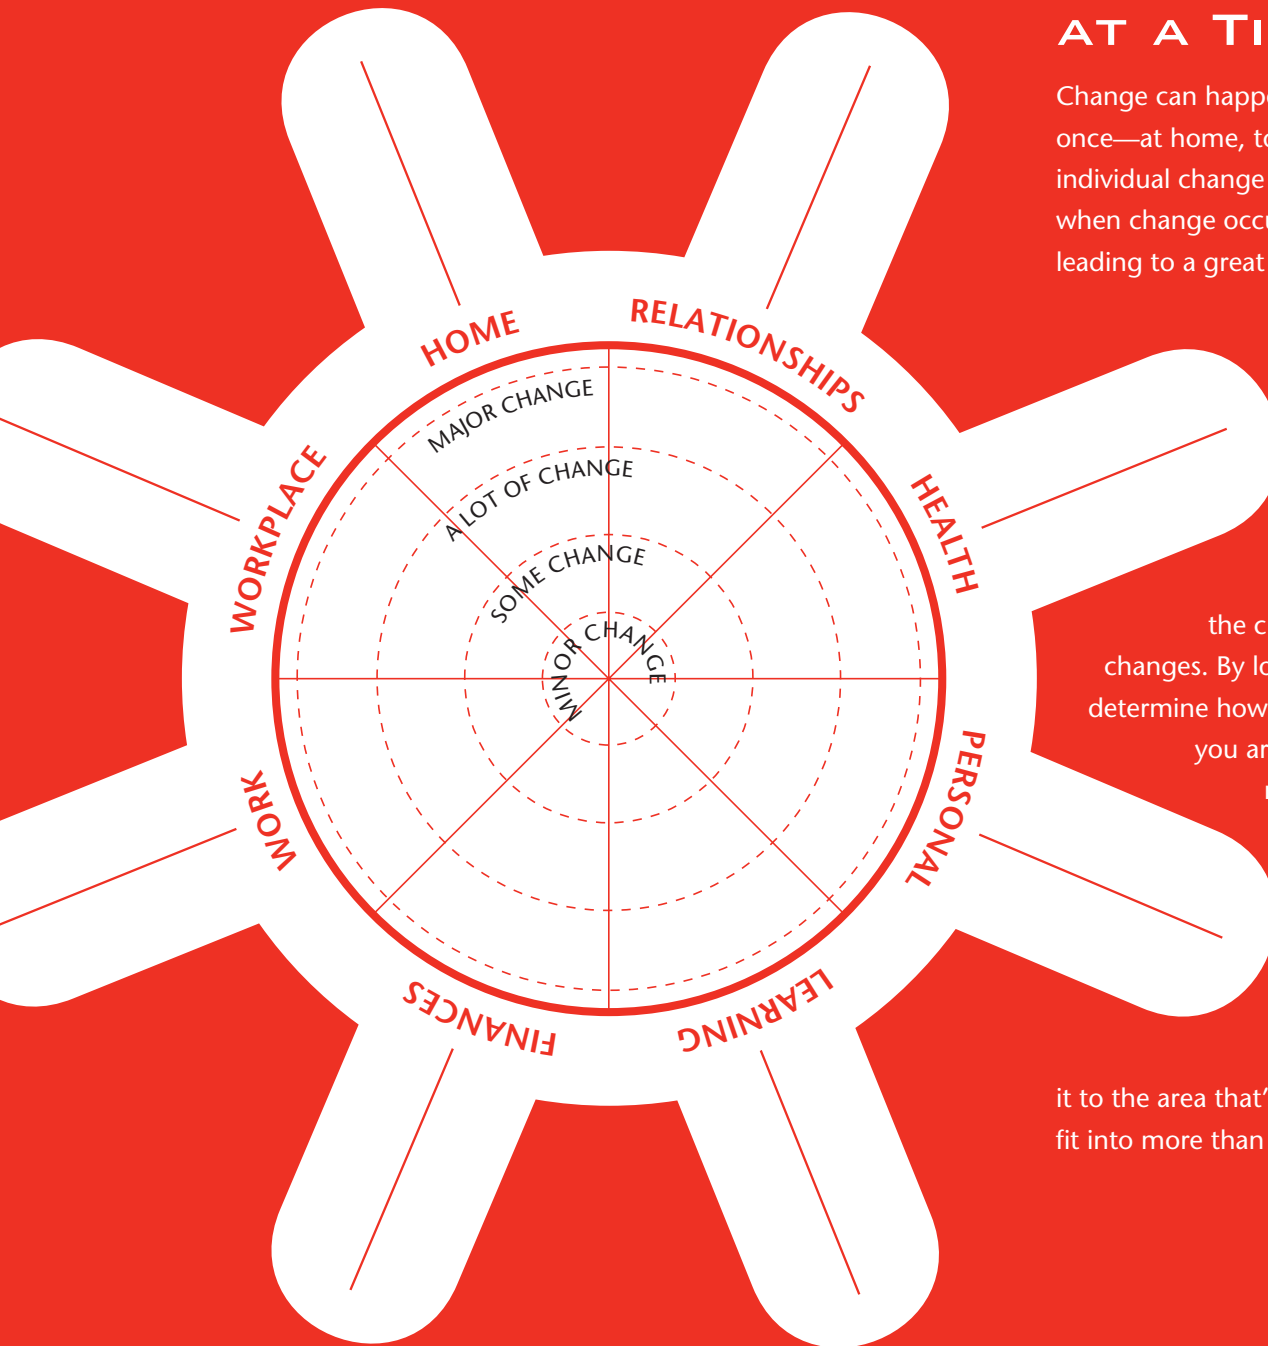 AT A TI
Change can happe
once—at home, to
individual change
when change occu
leading to a great
HOME
RELATIONSHIPS
HEALTH
PERSONAL
LEARNING
FINANCES
WORK
WORKPLACE
MAJOR CHANGE
A LOT OF CHANGE
SOME CHANGE
MINOR CHANGE
the c
changes. By lo
determine how
you ar
it to the area that’
fit into more than